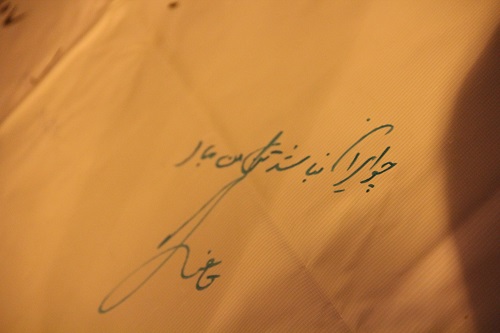 چو ایران نباشد تن من مباد